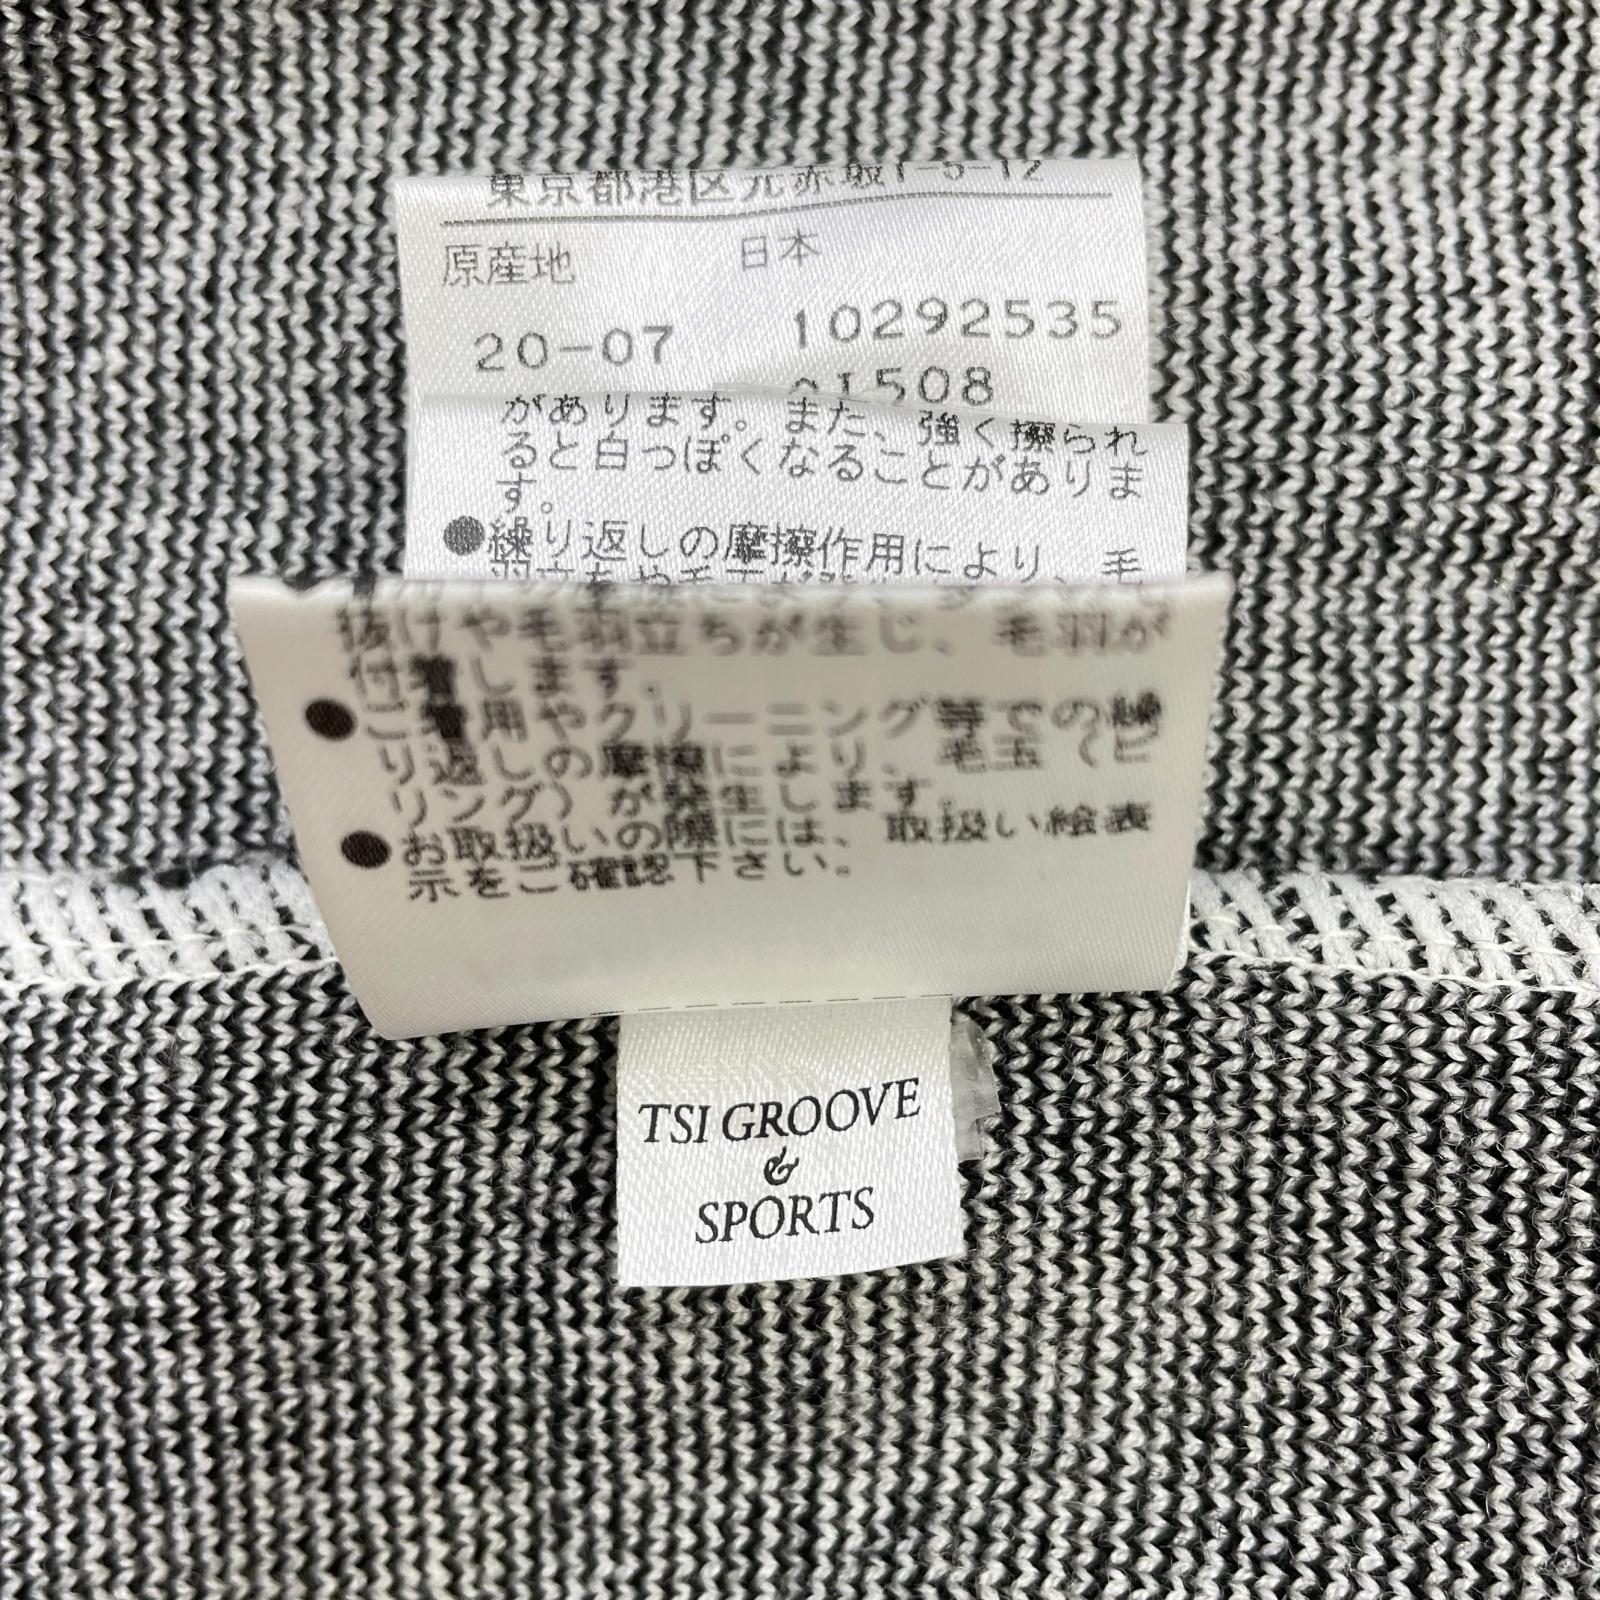 東京都港区元赤坂1-5-12
原産地 日本
20-07 10292535
01508
があります。また、強く擦られ
ると白っぽくなることがありま
す。
●繰り返しの摩擦作用により、毛
抜けや毛羽立ちが生じ、毛羽が
付着します。
●ご着用やクリーニング等での繰
り返しの摩擦により、毛玉(ピ
リング)が発生します。
●お取扱いの際には、取扱い絵表
示をご確認下さい。
TSI GROOVE
&
SPORTS